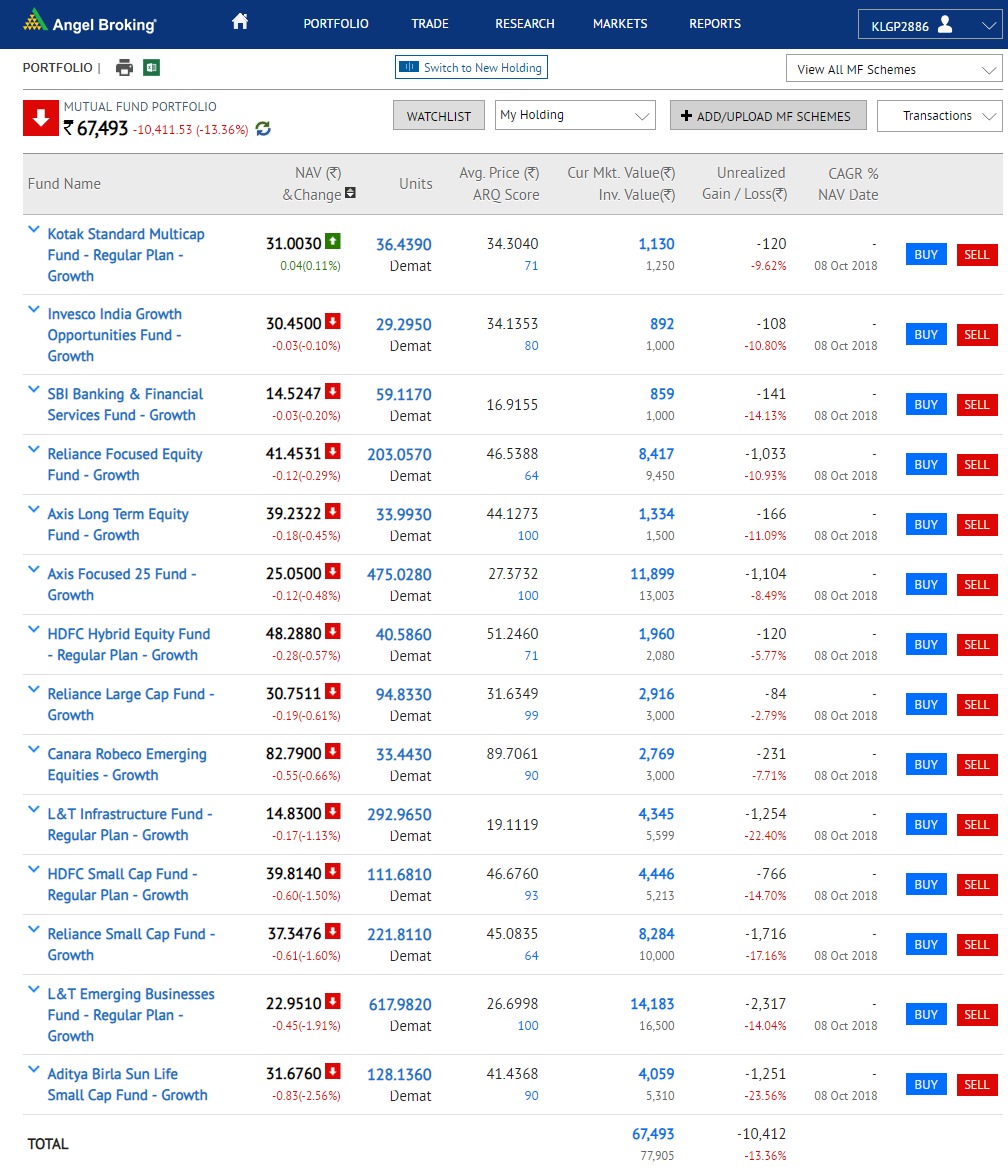 Angel Broking
PORTFOLIO TRADE RESEARCH MARKETS REPORTS
KLGP2886
PORTFOLIO |
Switch to New Holding
View All MF Schemes
MUTUAL FUND PORTFOLIO
₹ 67,493 -10,411.53 (-13.36%)
WATCHLIST
My Holding
+ ADD/UPLOAD MF SCHEMES
Transactions
Fund Name
NAV (₹)
&Change
Units
Avg. Price (₹)
ARQ Score
Cur Mkt. Value(₹)
Inv. Value(₹)
Unrealized
Gain / Loss(₹)
CAGR %
NAV Date
Kotak Standard Multicap
Fund - Regular Plan -
Growth
31.0030
0.04(0.11%)
36.4390
Demat
34.3040
71
1,130
1,250
-120
-9.62%
-
08 Oct 2018
BUY SELL
Invesco India Growth
Opportunities Fund -
Growth
30.4500
-0.03(-0.10%)
29.2950
Demat
34.1353
80
892
1,000
-108
-10.80%
-
08 Oct 2018
BUY SELL
SBI Banking & Financial
Services Fund - Growth
14.5247
-0.03(-0.20%)
59.1170
Demat
16.9155
859
1,000
-141
-14.13%
-
08 Oct 2018
BUY SELL
Reliance Focused Equity
Fund - Growth
41.4531
-0.12(-0.29%)
203.0570
Demat
46.5388
64
8,417
9,450
-1,033
-10.93%
-
08 Oct 2018
BUY SELL
Axis Long Term Equity
Fund - Growth
39.2322
-0.18(-0.45%)
33.9930
Demat
44.1273
100
1,334
1,500
-166
-11.09%
-
08 Oct 2018
BUY SELL
Axis Focused 25 Fund -
Growth
25.0500
-0.12(-0.48%)
475.0280
Demat
27.3732
100
11,899
13,003
-1,104
-8.49%
-
08 Oct 2018
BUY SELL
HDFC Hybrid Equity Fund
- Regular Plan - Growth
48.2880
-0.28(-0.57%)
40.5860
Demat
51.2460
71
1,960
2,080
-120
-5.77%
-
08 Oct 2018
BUY SELL
Reliance Large Cap Fund -
Growth
30.7511
-0.19(-0.61%)
94.8330
Demat
31.6349
99
2,916
3,000
-84
-2.79%
-
08 Oct 2018
BUY SELL
Canara Robeco Emerging
Equities - Growth
82.7900
-0.55(-0.66%)
33.4430
Demat
89.7061
90
2,769
3,000
-231
-7.71%
-
08 Oct 2018
BUY SELL
L&T Infrastructure Fund -
Regular Plan - Growth
14.8300
-0.17(-1.13%)
292.9650
Demat
19.1119
4,345
5,599
-1,254
-22.40%
-
08 Oct 2018
BUY SELL
HDFC Small Cap Fund -
Regular Plan - Growth
39.8140
-0.60(-1.50%)
111.6810
Demat
46.6760
93
4,446
5,213
-766
-14.70%
-
08 Oct 2018
BUY SELL
Reliance Small Cap Fund -
Growth
37.3476
-0.61(-1.60%)
221.8110
Demat
45.0835
64
8,284
10,000
-1,716
-17.16%
-
08 Oct 2018
BUY SELL
L&T Emerging Businesses
Fund - Regular Plan -
Growth
22.9510
-0.45(-1.91%)
617.9820
Demat
26.6998
100
14,183
16,500
-2,317
-14.04%
-
08 Oct 2018
BUY SELL
Aditya Birla Sun Life
Small Cap Fund - Growth
31.6760
-0.83(-2.56%)
128.1360
Demat
41.4368
90
4,059
5,310
-1,251
-23.56%
-
08 Oct 2018
BUY SELL
TOTAL
67,493
77,905
-10,412
-13.36%